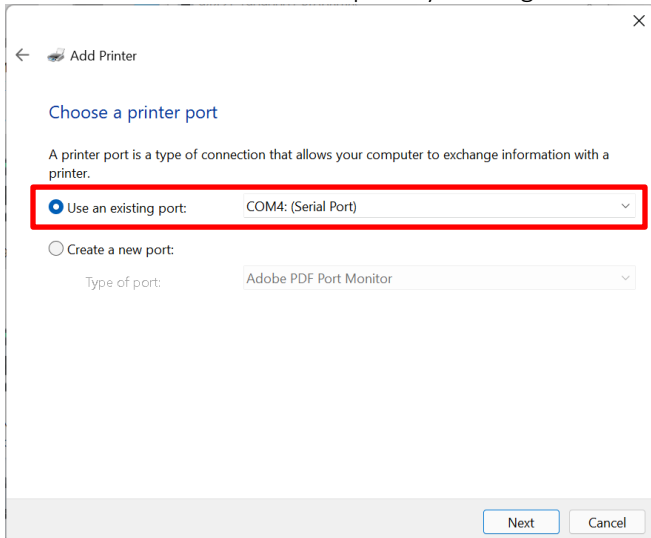 Add Printer
Choose a printer port
A printer port is a type of connection that allows your computer to exchange information with a
printer.
Use an existing port: COM4: (Serial Port)
Create a new port:
Type of port: Adobe PDF Port Monitor
Next Cancel